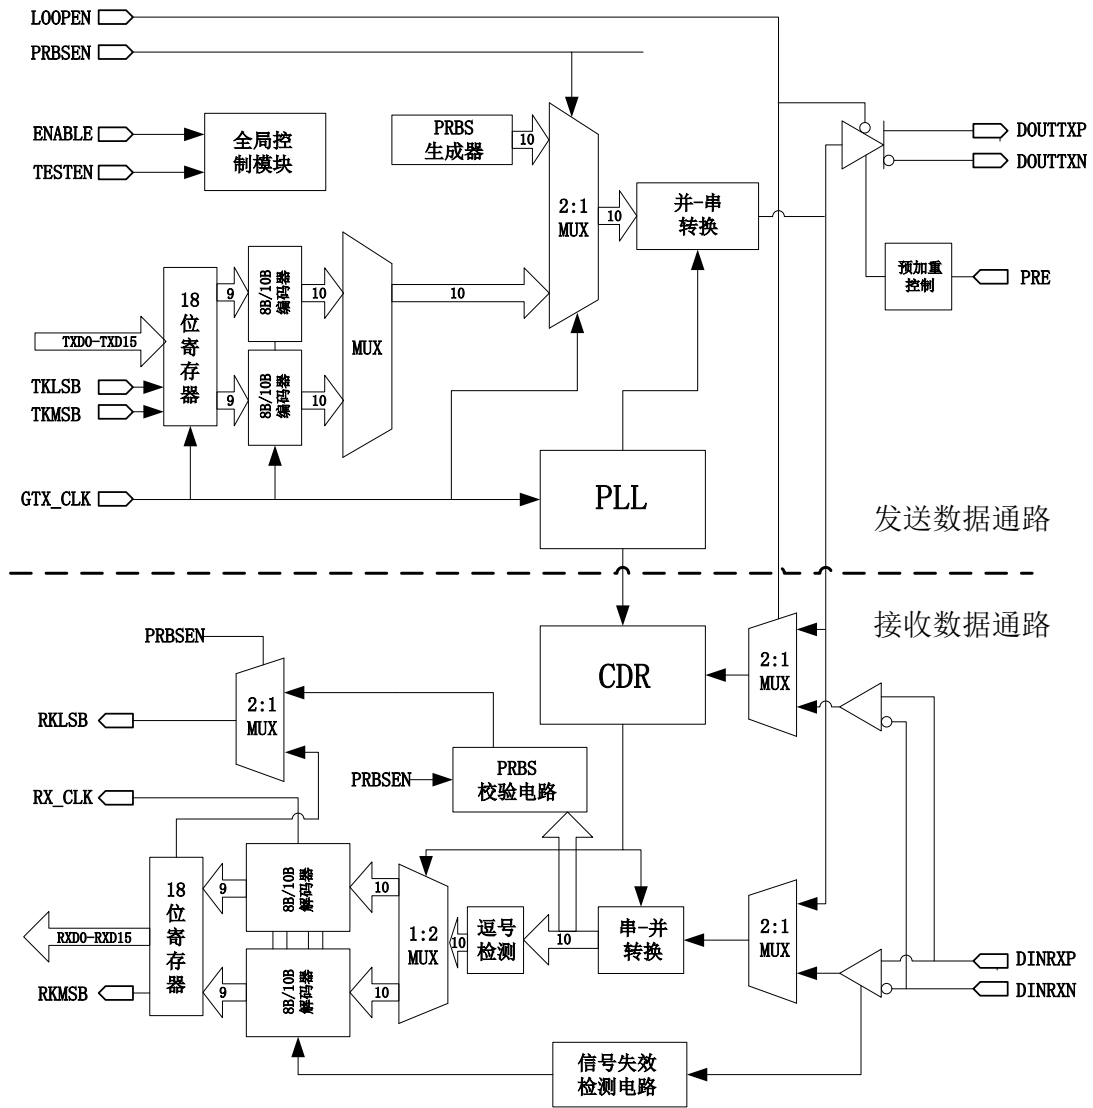 LOOPEN
PRBSEN
ENABLE
TESTEN
全局控
制模块
PRBS
生成器
10
2:1
MUX
10
并-串
转换
DOUTTXP
DOUTTXN
预加重
控制
PRE
TXD0-TXD15
TKLSB
TKMSB
18
位
寄
存
器
9
8B/10B
编码器
10
9
8B/10B
编码器
10
MUX
10
GTX_CLK
PLL
发送数据通路
接收数据通路
PRBSEN
RKLSB
2:1
MUX
CDR
2:1
MUX
PRBSEN
PRBS
校验电路
RX_CLK
RXD0-RXD15
RKMSB
18
位
寄
存
器
9
8B/10B
解码器
10
9
8B/10B
解码器
10
1:2
MUX
10
逗号
检测
10
串-并
转换
2:1
MUX
DINRXP
DINRXN
信号失效
检测电路